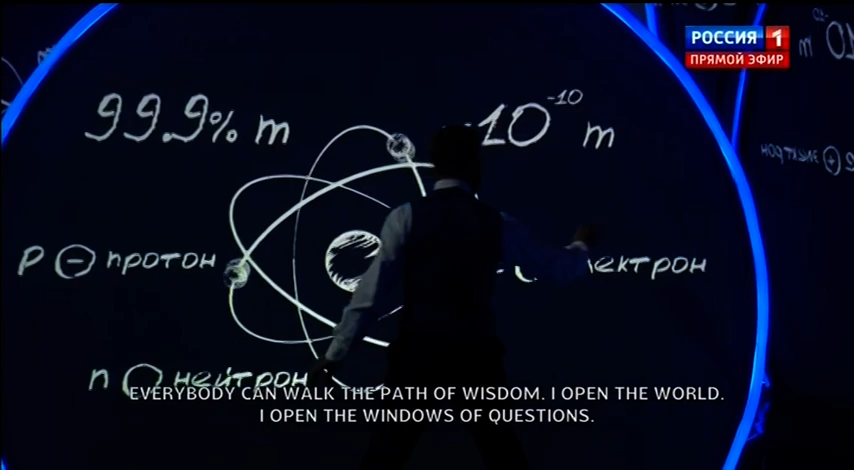 РОССИЯ 1
ПРЯМОЙ ЭФИР
99.9% m
10⁻¹⁰ m
p ⊖ протон
ектрон
n ◯ нейтрон
EVERYBODY CAN WALK THE PATH OF WISDOM. I OPEN THE WORLD.
I OPEN THE WINDOWS OF QUESTIONS.